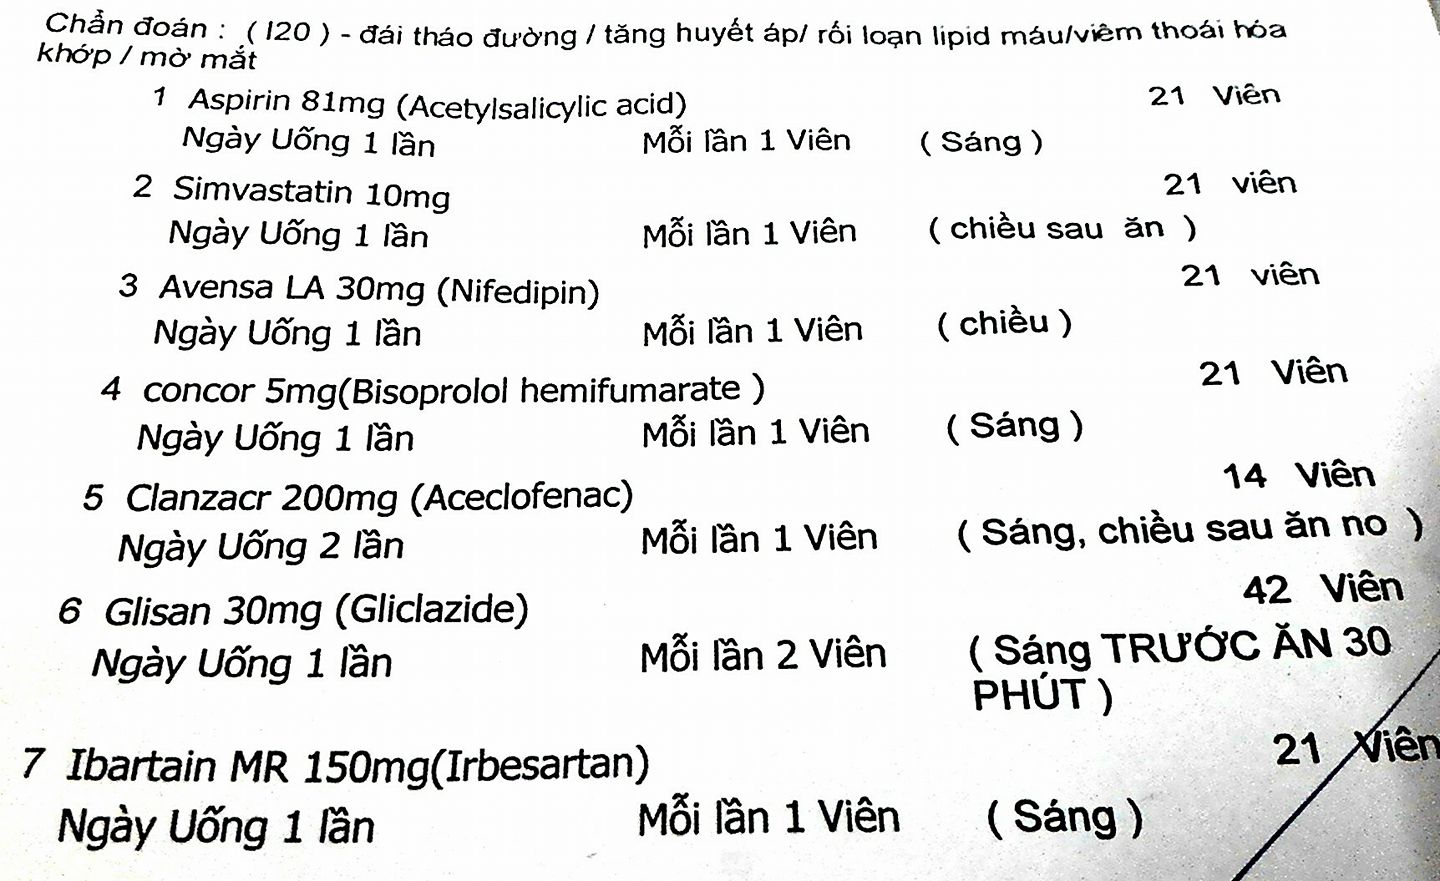 Chẩn đoán : ( I20 ) - đái tháo đường / tăng huyết áp/ rối loạn lipid máu/viêm thoái hóa
khớp / mờ mắt
1 Aspirin 81mg (Acetylsalicylic acid) 21 Viên
Ngày Uống 1 lần Mỗi lần 1 Viên ( Sáng )
2 Simvastatin 10mg 21 viên
Ngày Uống 1 lần Mỗi lần 1 Viên ( chiều sau ăn )
3 Avensa LA 30mg (Nifedipin) 21 viên
Ngày Uống 1 lần Mỗi lần 1 Viên ( chiều )
4 concor 5mg(Bisoprolol hemifumarate ) 21 Viên
Ngày Uống 1 lần Mỗi lần 1 Viên ( Sáng )
5 Clanzacr 200mg (Aceclofenac) 14 Viên
Ngày Uống 2 lần Mỗi lần 1 Viên ( Sáng, chiều sau ăn no )
6 Glisan 30mg (Gliclazide) 42 Viên
Ngày Uống 1 lần Mỗi lần 2 Viên ( Sáng TRƯỚC ĂN 30
PHÚT )
7 Ibartain MR 150mg(Irbesartan) 21 Viên
Ngày Uống 1 lần Mỗi lần 1 Viên ( Sáng )